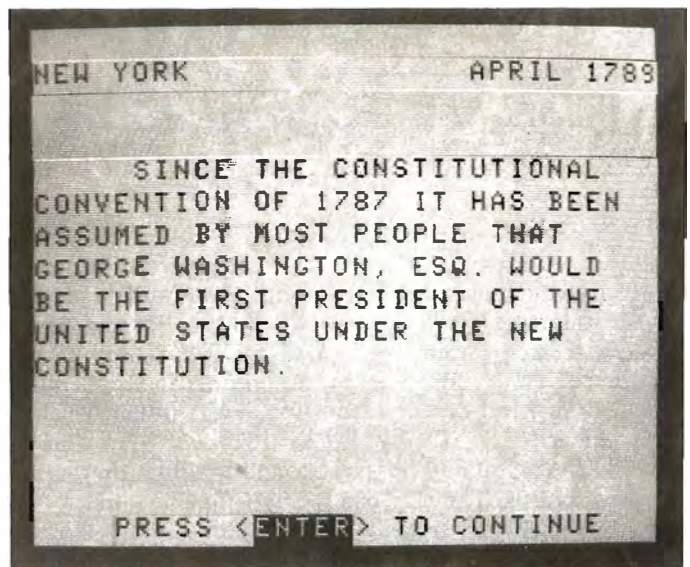 NEW YORK APRIL 1789
SINCE THE CONSTITUTIONAL
CONVENTION OF 1787 IT HAS BEEN
ASSUMED BY MOST PEOPLE THAT
GEORGE WASHINGTON, ESQ. WOULD
BE THE FIRST PRESIDENT OF THE
UNITED STATES UNDER THE NEW
CONSTITUTION.
PRESS <ENTER> TO CONTINUE